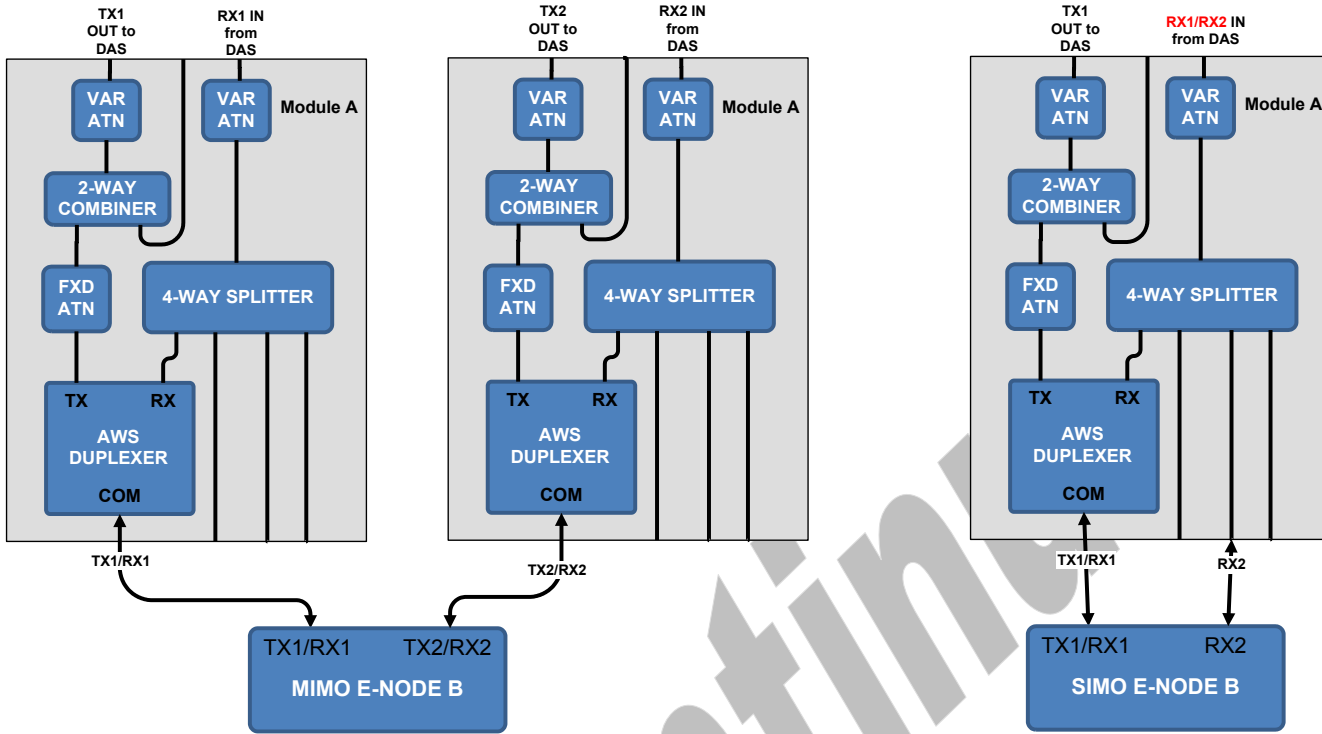 TX1
OUT to
DAS
RX1 IN
from
DAS
VAR
ATN
VAR
ATN
Module A
2-WAY
COMBINER
FXD
ATN
4-WAY SPLITTER
TX
RX
AWS
DUPLEXER
COM
TX1/RX1
TX2
OUT to
DAS
RX2 IN
from
DAS
VAR
ATN
VAR
ATN
Module A
2-WAY
COMBINER
FXD
ATN
4-WAY SPLITTER
TX
RX
AWS
DUPLEXER
COM
TX2/RX2
TX1/RX1
TX2/RX2
MIMO E-NODE B
TX1
OUT to
DAS
RX1/RX2 IN
from DAS
VAR
ATN
VAR
ATN
Module A
2-WAY
COMBINER
FXD
ATN
4-WAY SPLITTER
TX
RX
AWS
DUPLEXER
COM
TX1/RX1
RX2
TX1/RX1
RX2
SIMO E-NODE B